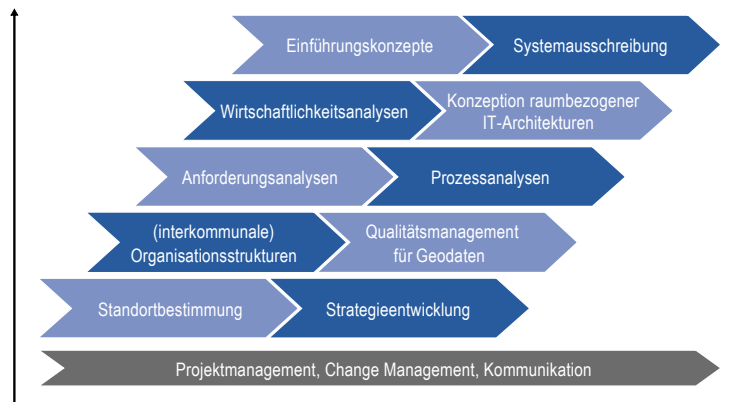 Einführungskonzepte
Systemausschreibung
Wirtschaftlichkeitsanalysen
Konzeption raumbezogener
IT-Architekturen
Anforderungsanalysen
Prozessanalysen
(interkommunale)
Organisationsstrukturen
Qualitätsmanagement
für Geodaten
Standortbestimmung
Strategieentwicklung
Projektmanagement, Change Management, Kommunikation